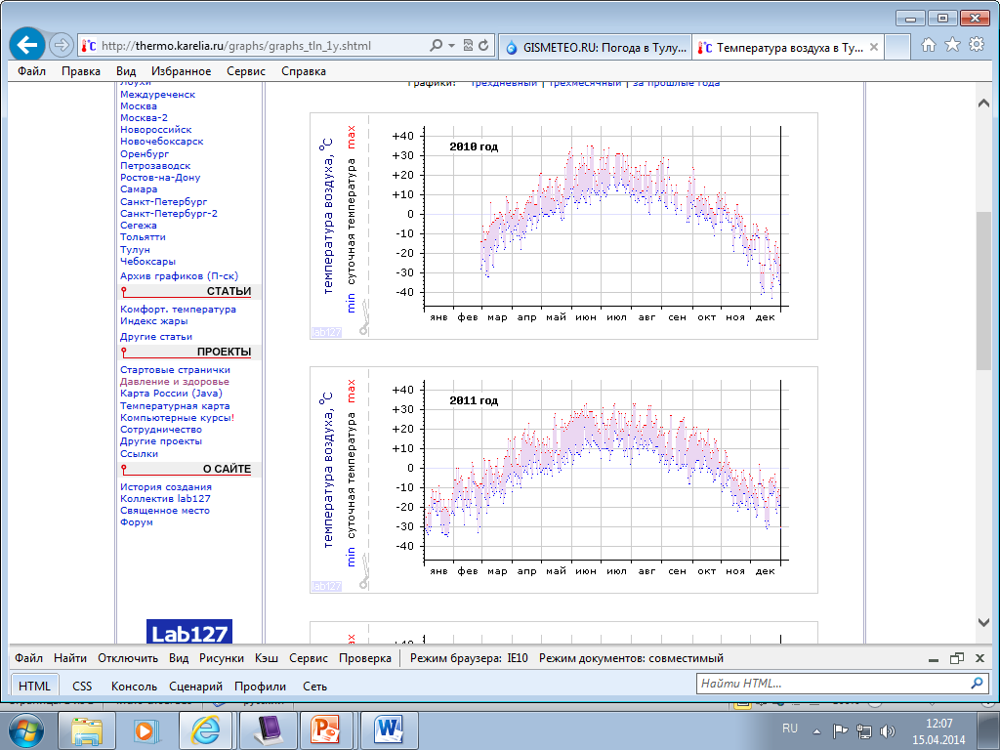 http://thermo.karelia.ru/graphs/graphs_tln_1y.shtml
GISMETEO.RU: Погода в Тулу...
Температура воздуха в Ту...
Файл Правка Вид Избранное Сервис Справка
Лоухи
Междуреченск
Москва
Москва-2
Новороссийск
Новочебоксарск
Оренбург
Петрозаводск
Ростов-на-Дону
Самара
Санкт-Петербург
Санкт-Петербург-2
Сегежа
Тольятти
Тулун
Чебоксары
Архив графиков (П-ск)
СТАТЬИ
Комфорт. температура
Индекс жары
Другие статьи
ПРОЕКТЫ
Стартовые странички
Давление и здоровье
Карта России (Java)
Температурная карта
Компьютерные курсы!
Сотрудничество
Другие проекты
Ссылки
О САЙТЕ
История создания
Коллектив lab127
Священное место
Форум
Lab127
Графики: трехдневный | трехмесячный | за прошлые года
температура воздуха, °C
min суточная температура max
2010 год
+40
+30
+20
+10
0
-10
-20
-30
-40
янв фев мар апр май июн июл авг сен окт ноя дек
lab127
температура воздуха, °C
min суточная температура max
2011 год
+40
+30
+20
+10
0
-10
-20
-30
-40
янв фев мар апр май июн июл авг сен окт ноя дек
lab127
+40
Файл Найти Отключить Вид Рисунки Кэш Сервис Проверка Режим браузера: IE10 Режим документов: совместимый
HTML CSS Консоль Сценарий Профили Сеть
Найти HTML...
RU
12:07
15.04.2014